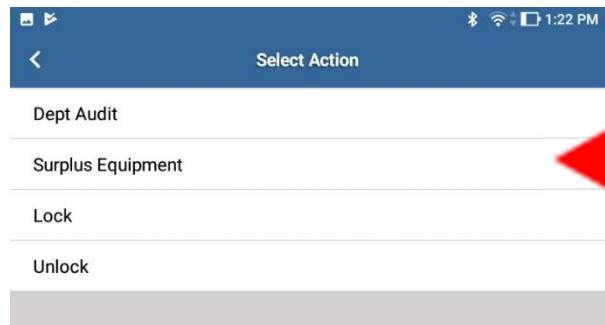 1:22 PM
Select Action
Dept Audit
Surplus Equipment
Lock
Unlock